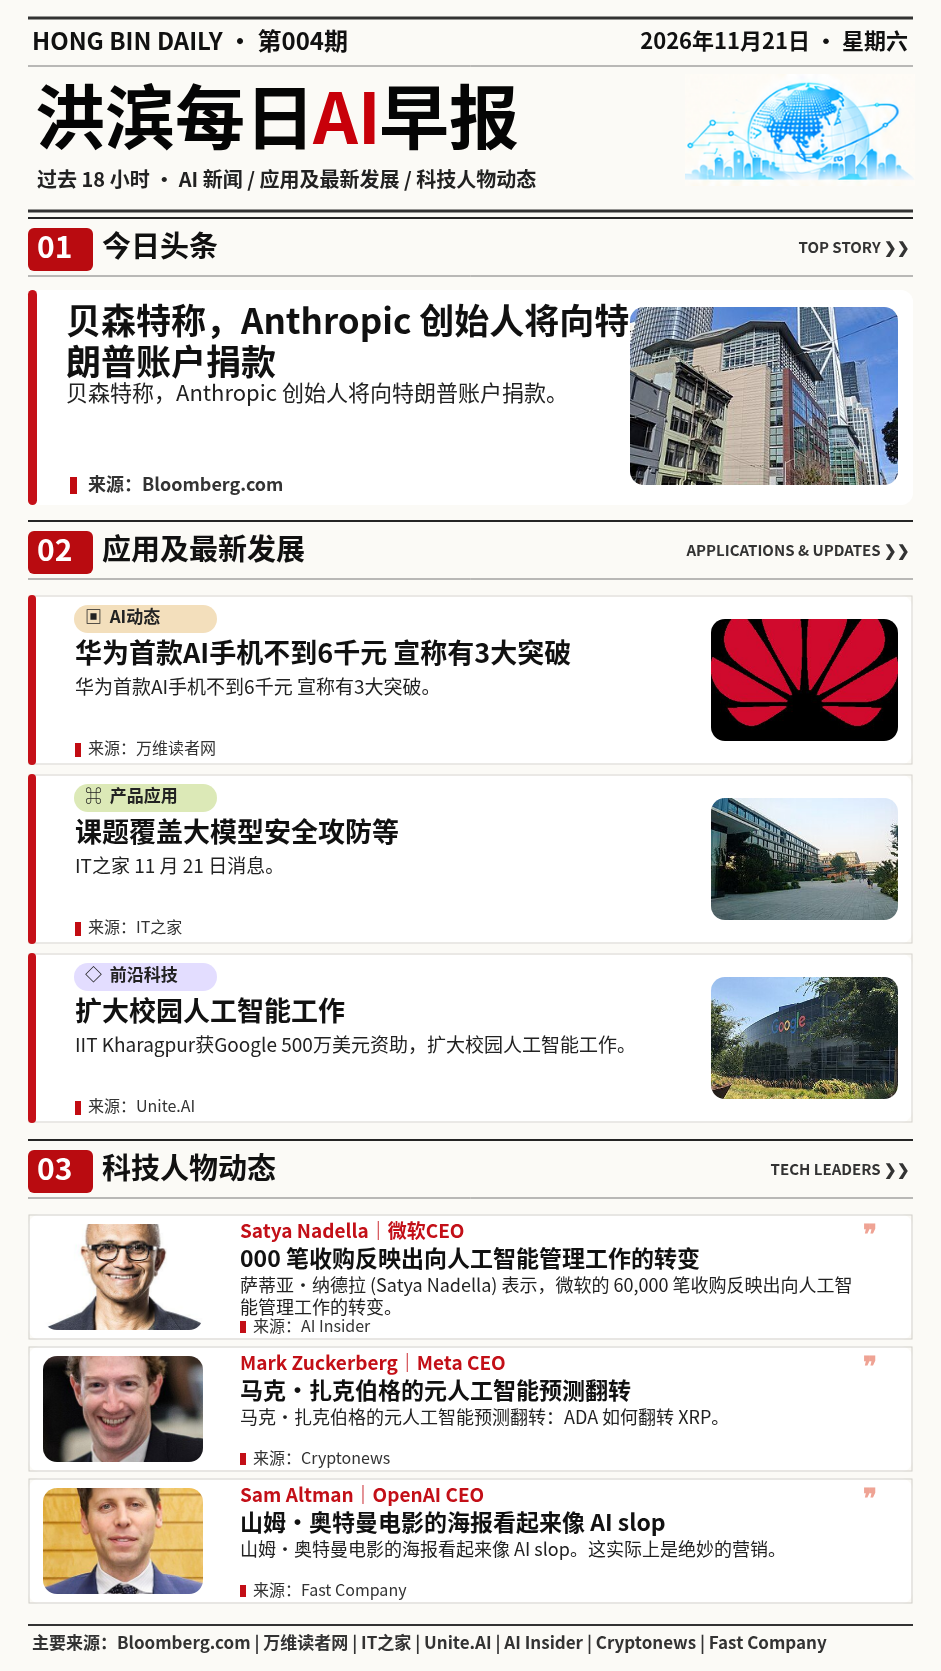 HONG BIN DAILY • 第004期
2026年11月21日 • 星期六
洪滨每日AI早报
过去 18 小时 • AI 新闻 / 应用及最新发展 / 科技人物动态
01 今日头条
TOP STORY ❯❯
贝森特称，Anthropic 创始人将向特
朗普账户捐款
贝森特称，Anthropic 创始人将向特朗普账户捐款。
来源：Bloomberg.com
02 应用及最新发展
APPLICATIONS & UPDATES ❯❯
▣ AI动态
华为首款AI手机不到6千元 宣称有3大突破
华为首款AI手机不到6千元 宣称有3大突破。
来源：万维读者网
⌘ 产品应用
课题覆盖大模型安全攻防等
IT之家 11 月 21 日消息。
来源：IT之家
◇ 前沿科技
扩大校园人工智能工作
IIT Kharagpur获Google 500万美元资助，扩大校园人工智能工作。
来源：Unite.AI
Google
03 科技人物动态
TECH LEADERS ❯❯
Satya Nadella｜微软CEO
000 笔收购反映出向人工智能管理工作的转变
萨蒂亚·纳德拉 (Satya Nadella) 表示，微软的 60,000 笔收购反映出向人工智
能管理工作的转变。
来源：AI Insider
Mark Zuckerberg｜Meta CEO
马克·扎克伯格的元人工智能预测翻转
马克·扎克伯格的元人工智能预测翻转：ADA 如何翻转 XRP。
来源：Cryptonews
Sam Altman｜OpenAI CEO
山姆·奥特曼电影的海报看起来像 AI slop
山姆·奥特曼电影的海报看起来像 AI slop。这实际上是绝妙的营销。
来源：Fast Company
主要来源：Bloomberg.com | 万维读者网 | IT之家 | Unite.AI | AI Insider | Cryptonews | Fast Company